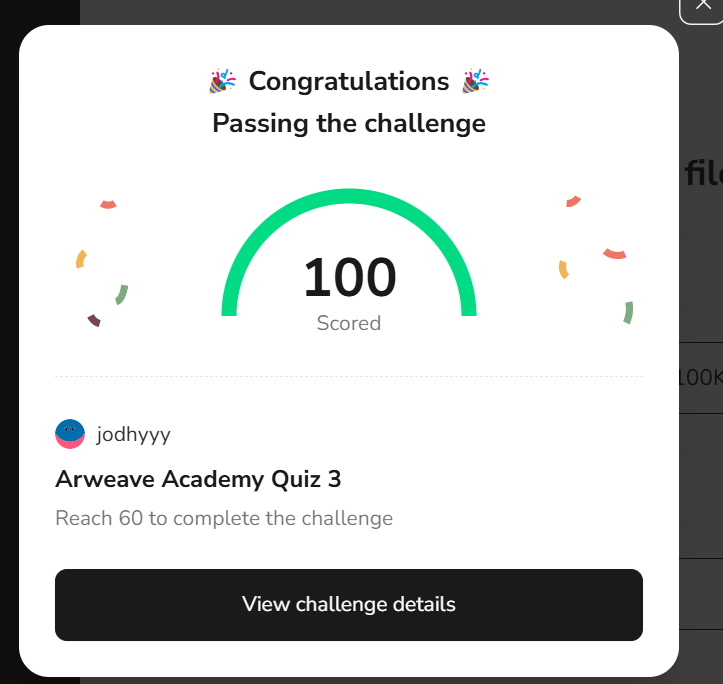 🎉 Congratulations 🎉
Passing the challenge
100
Scored
100K
jodhyyy
Arweave Academy Quiz 3
Reach 60 to complete the challenge
View challenge details